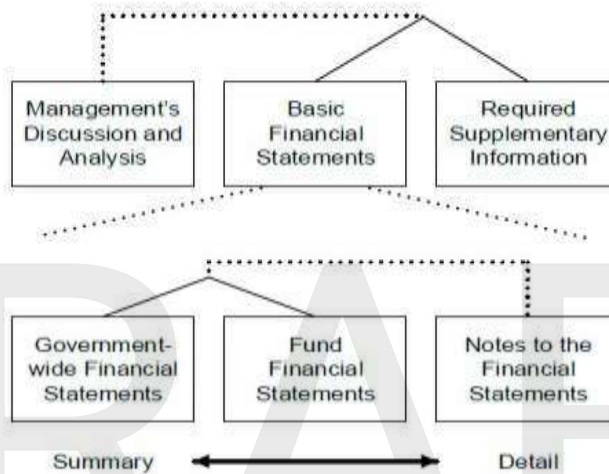 Management's
Discussion and
Analysis
Basic
Financial
Statements
Required
Supplementary
Information
Government-
wide Financial
Statements
Fund
Financial
Statements
Notes to the
Financial
Statements
Summary
Detail